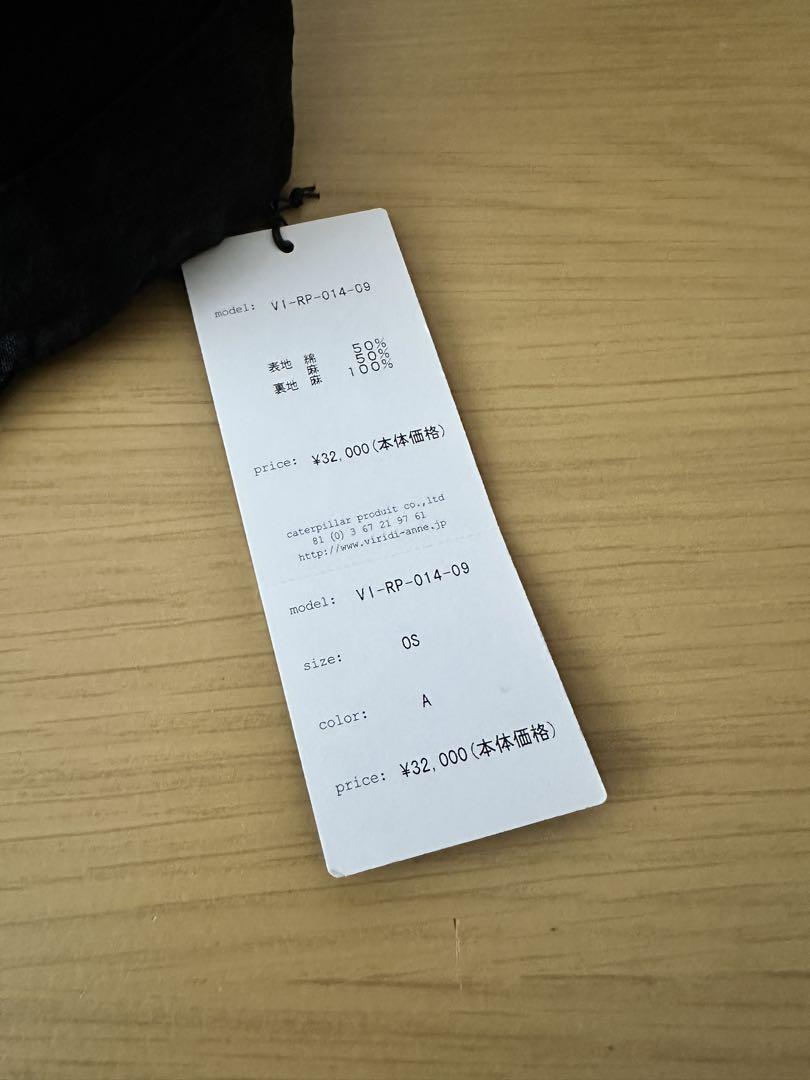 model: VI-RP-014-09
表地 綿 50%
麻 50%
裏地 麻 100%
price: ¥32,000(本体価格)
caterpillar produit co.,ltd
81 (0) 3 67 21 97 61
http://www.viridi-anne.jp
model: VI-RP-014-09
size: OS
color: A
price: ¥32,000(本体価格)